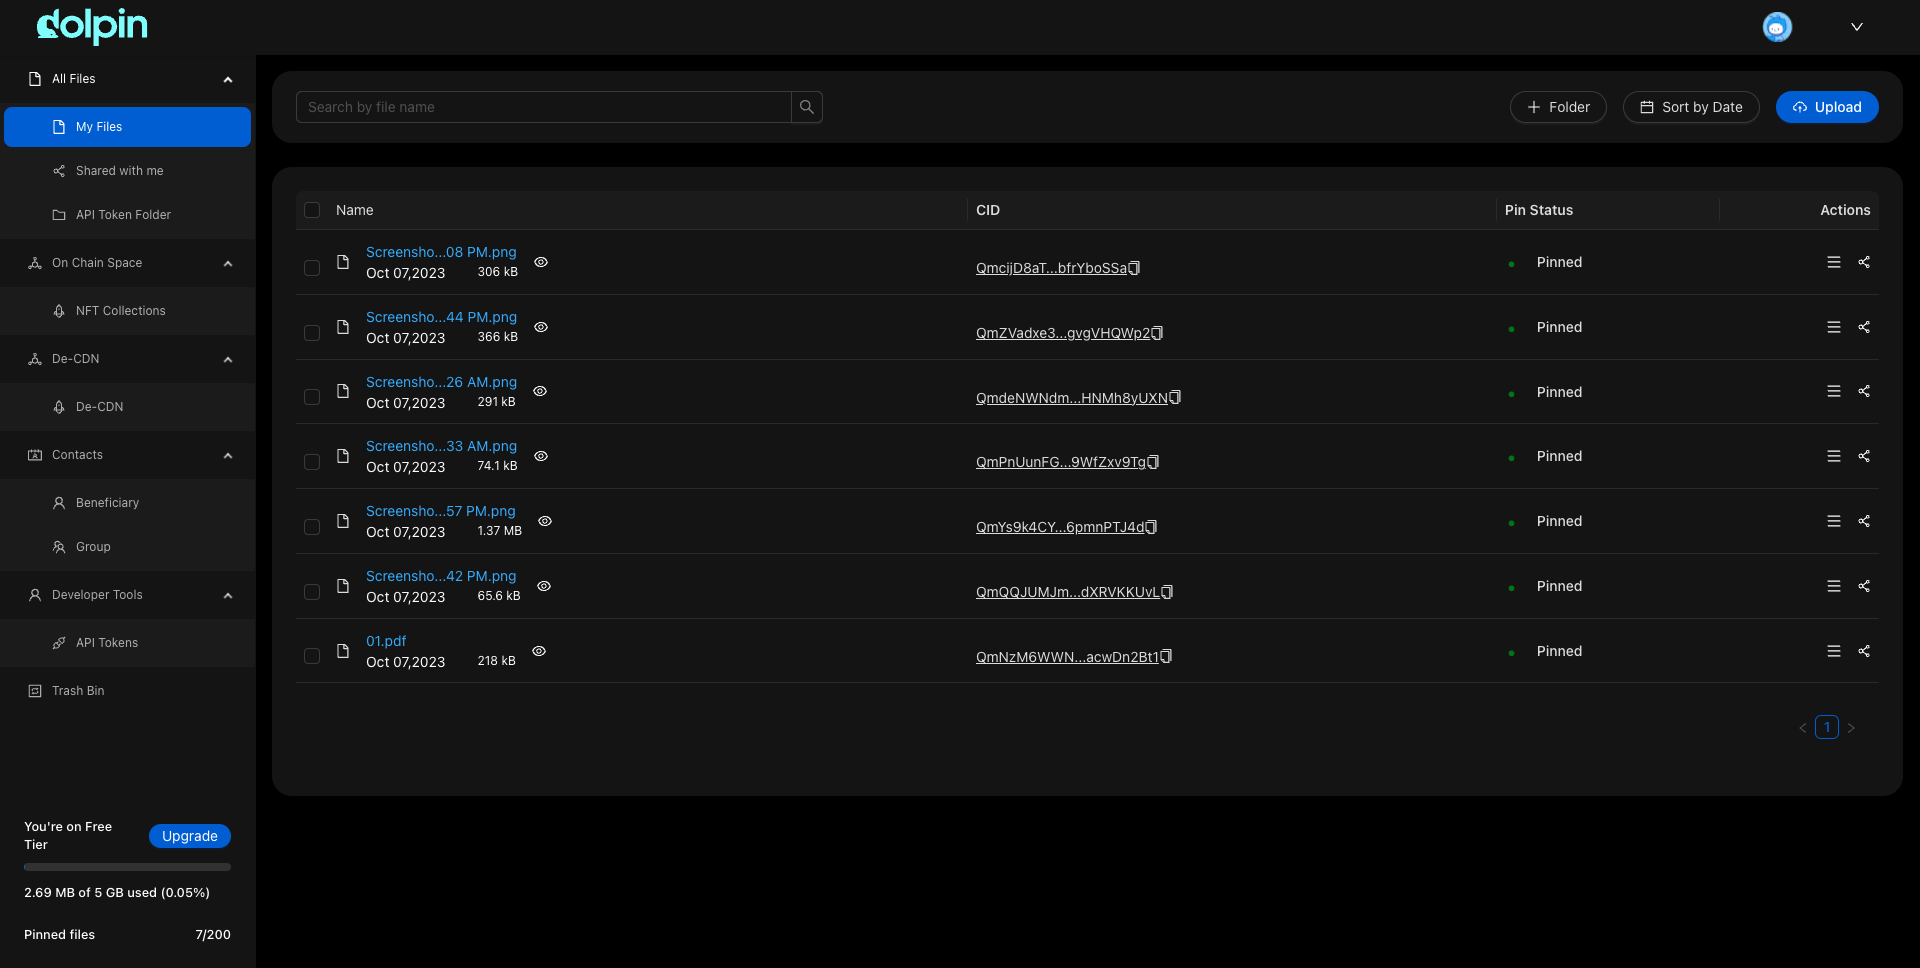 dolpin
All Files
My Files
Shared with me
API Token Folder
On Chain Space
NFT Collections
De-CDN
De-CDN
Contacts
Beneficiary
Group
Developer Tools
API Tokens
Trash Bin
You're on Free
Tier
Upgrade
2.69 MB of 5 GB used (0.05%)
Pinned files 7/200
Search by file name
Folder Sort by Date Upload
Name CID Pin Status Actions
Screensho...08 PM.png
Oct 07,2023 306 kB
QmcijD8aT...bfrYboSSa
Pinned
Screensho...44 PM.png
Oct 07,2023 366 kB
QmZVadxe3...gvgVHQWp2
Pinned
Screensho...26 AM.png
Oct 07,2023 291 kB
QmdeNWNdm...HNMh8yUXN
Pinned
Screensho...33 AM.png
Oct 07,2023 74.1 kB
QmPnUunFG...9WfZxv9Tg
Pinned
Screensho...57 PM.png
Oct 07,2023 1.37 MB
QmYs9k4CY...6pmnPTJ4d
Pinned
Screensho...42 PM.png
Oct 07,2023 65.6 kB
QmQQJUMJm...dXRVKKUvL
Pinned
01.pdf
Oct 07,2023 218 kB
QmNzM6WWN...acwDn2Bt1
Pinned
1